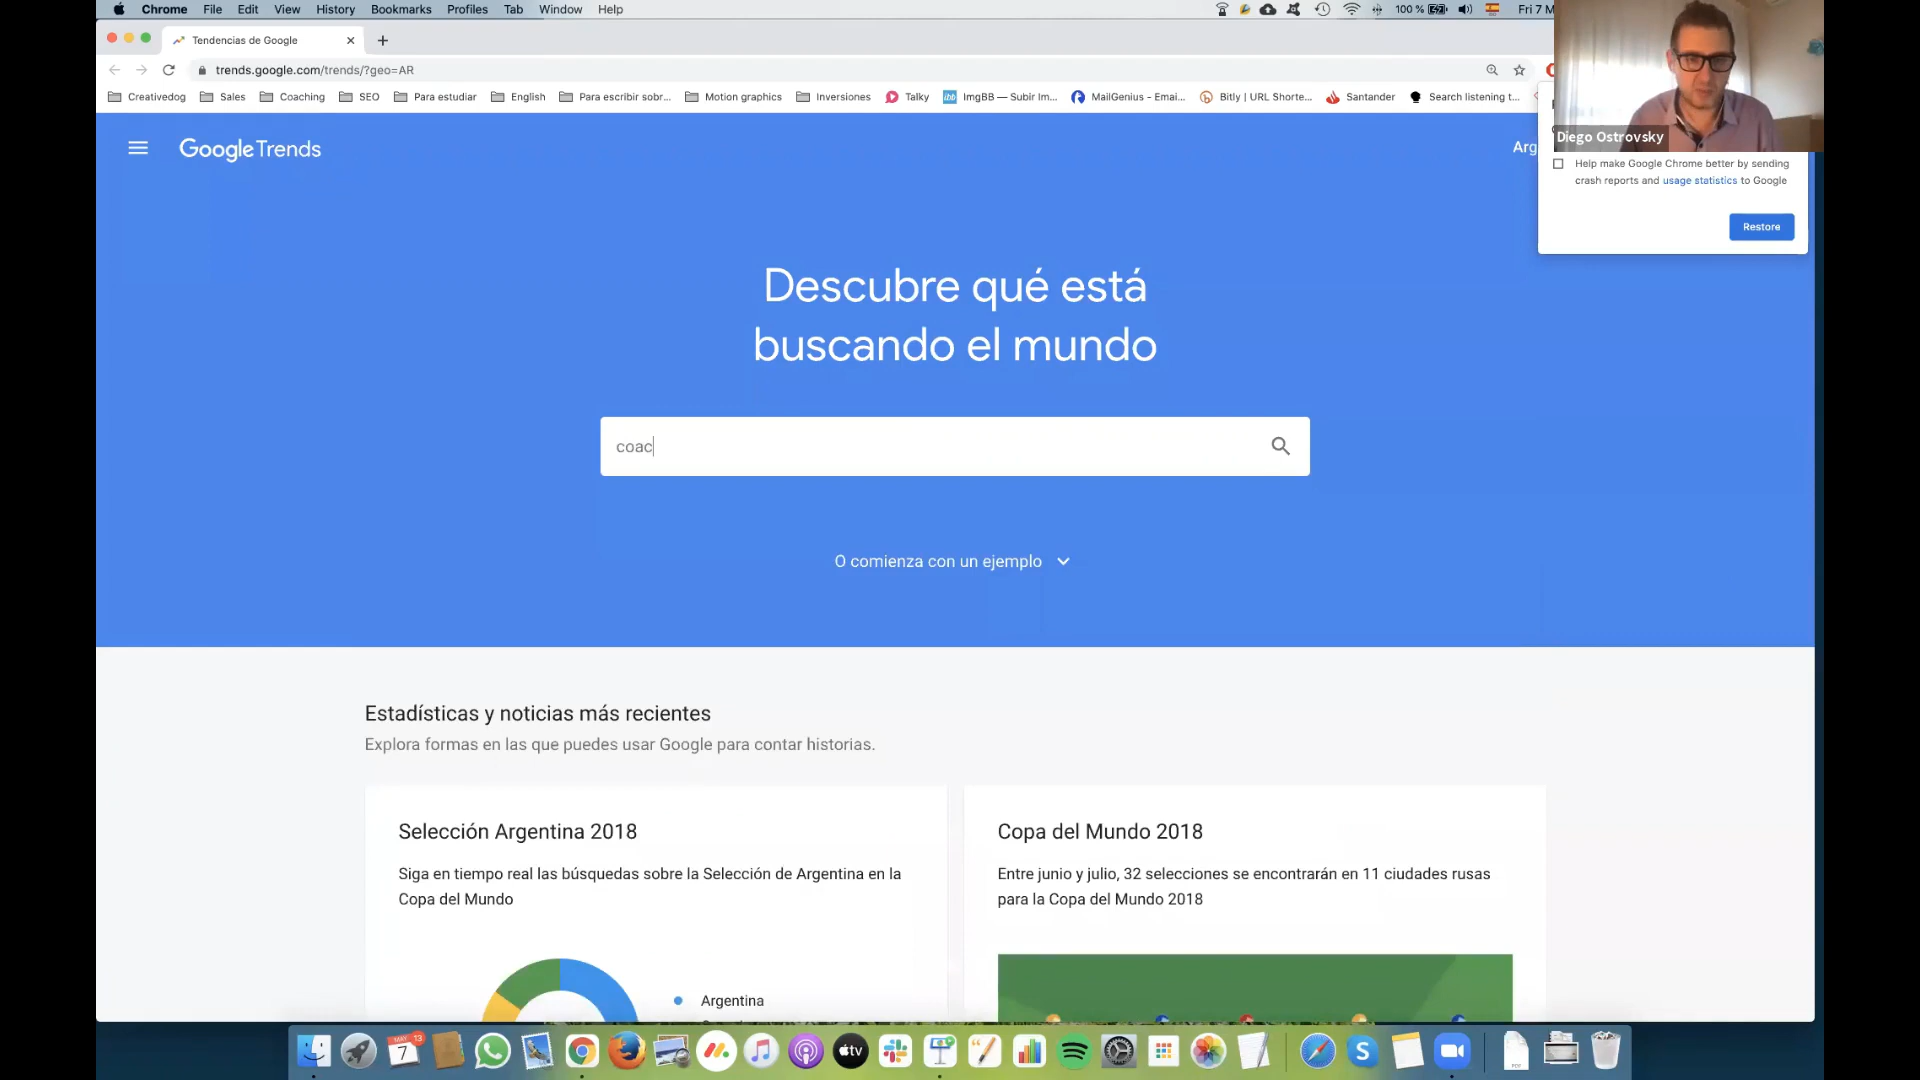 Chrome File Edit View History Bookmarks Profiles Tab Window Help 100 % Fri 7 M
Tendencias de Google
trends.google.com/trends/?geo=AR
Creativedog Sales Coaching SEO Para estudiar English Para escribir sobr... Motion graphics Inversiones Talky ImgBB — Subir Im... MailGenius - Emai... Bitly | URL Shorte... Santander Search listening t...
Diego Ostrovsky
Google Trends
Arg
Help make Google Chrome better by sending
crash reports and usage statistics to Google
Restore
Descubre qué está
buscando el mundo
coac
O comienza con un ejemplo
Estadísticas y noticias más recientes
Explora formas en las que puedes usar Google para contar historias.
Selección Argentina 2018
Siga en tiempo real las búsquedas sobre la Selección de Argentina en la
Copa del Mundo
Argentina
Copa del Mundo 2018
Entre junio y julio, 32 selecciones se encontrarán en 11 ciudades rusas
para la Copa del Mundo 2018
MAY 13
7
tv
S